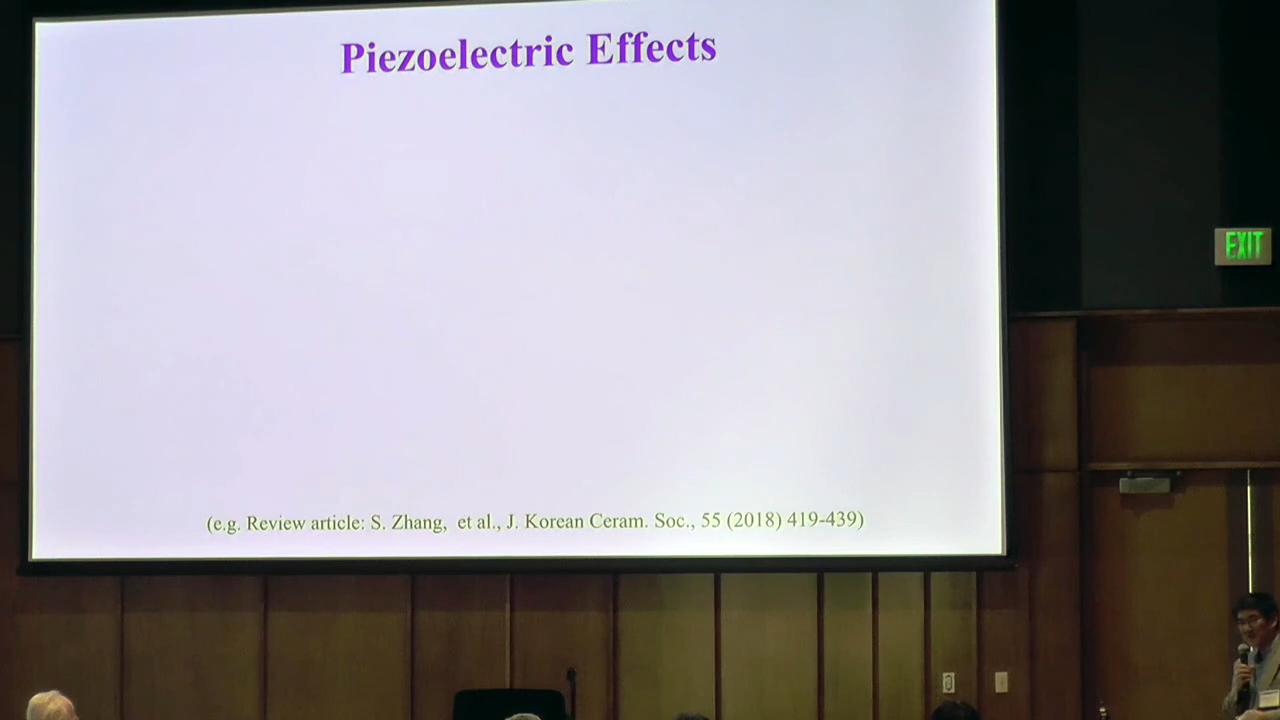 Piezoelectric Effects
EXIT
(e.g. Review article: S. Zhang, et al., J. Korean Ceram. Soc., 55 (2018) 419-439)